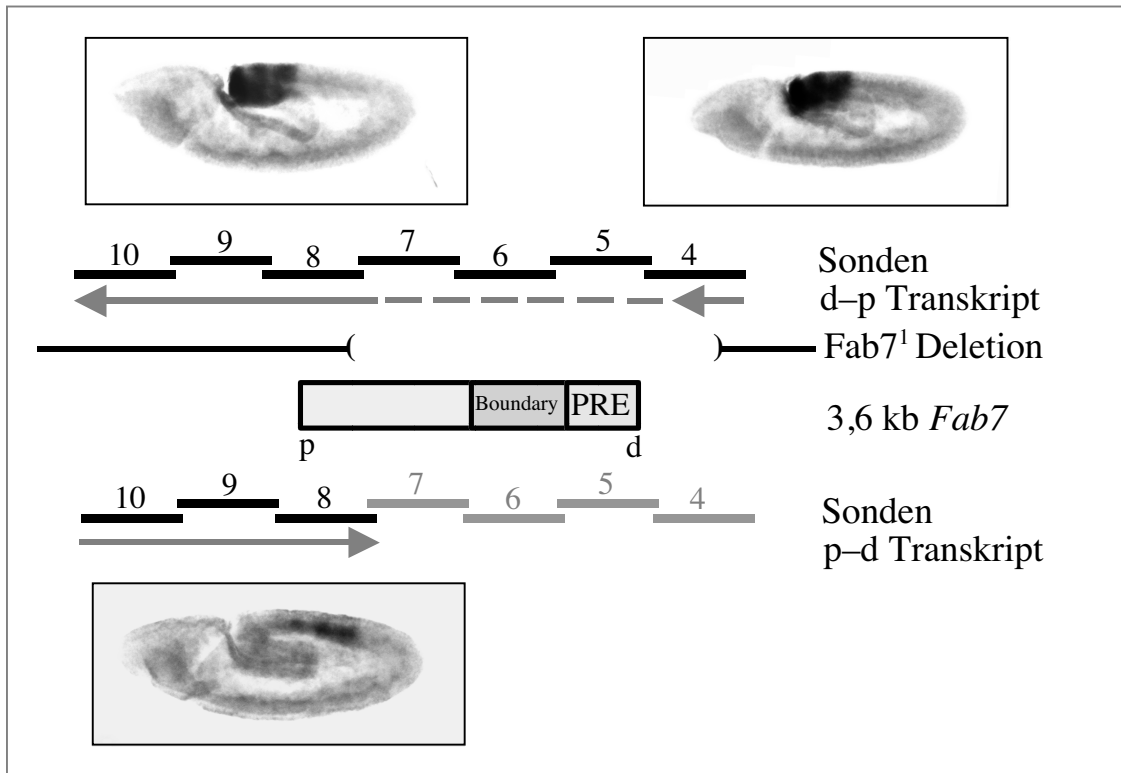 10 9 8 7 6 5 4 Sonden
d–p Transkript
( ) Fab7¹ Deletion
Boundary PRE 3,6 kb Fab7
p d
10 9 8 7 6 5 4 Sonden
p–d Transkript